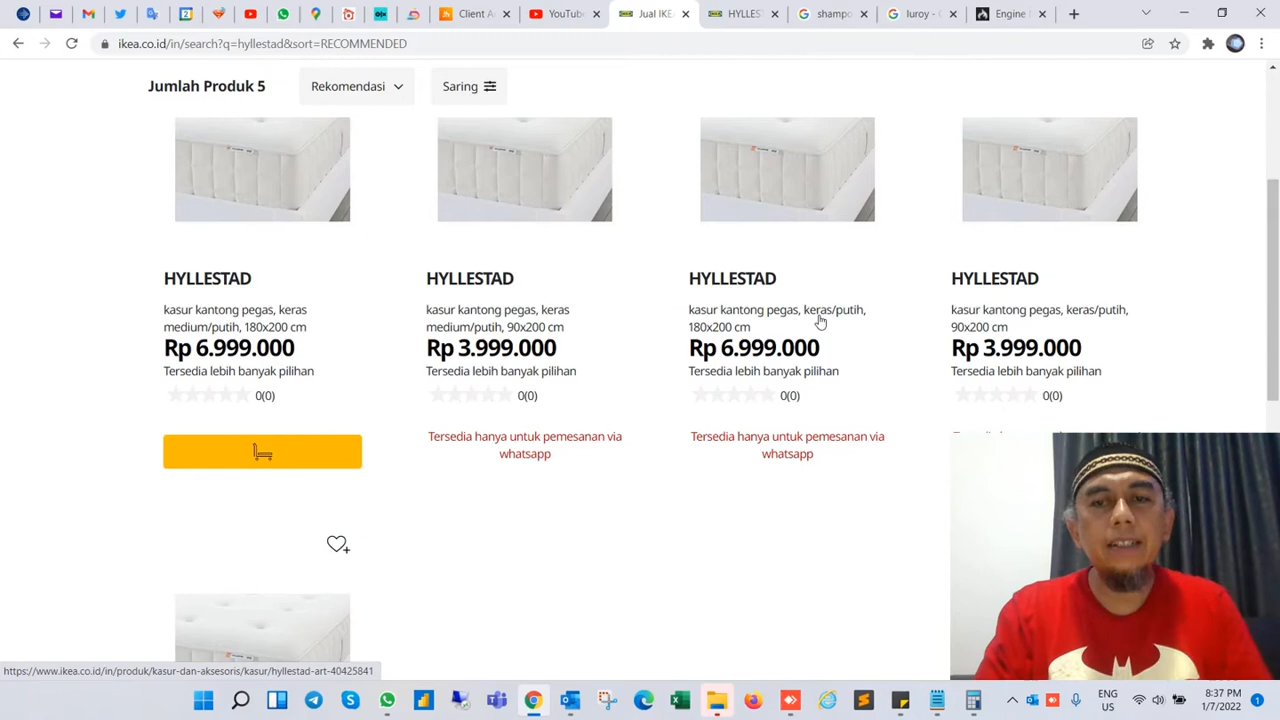 Client A
YouTube
Jual IKE
HYLLES
shampo
luroy - G
Engine
ikea.co.id/in/search?q=hyllestad&sort=RECOMMENDED
Jumlah Produk 5
Rekomendasi
Saring
HYLLESTAD
kasur kantong pegas, keras
medium/putih, 180x200 cm
Rp 6.999.000
Tersedia lebih banyak pilihan
0(0)
HYLLESTAD
kasur kantong pegas, keras
medium/putih, 90x200 cm
Rp 3.999.000
Tersedia lebih banyak pilihan
0(0)
Tersedia hanya untuk pemesanan via
whatsapp
HYLLESTAD
kasur kantong pegas, keras/putih,
180x200 cm
Rp 6.999.000
Tersedia lebih banyak pilihan
0(0)
Tersedia hanya untuk pemesanan via
whatsapp
HYLLESTAD
kasur kantong pegas, keras/putih,
90x200 cm
Rp 3.999.000
Tersedia lebih banyak pilihan
0(0)
https://www.ikea.co.id/in/produk/kasur-dan-aksesoris/kasur/hyllestad-art-40425841
ENG
US
8:37 PM
1/7/2022